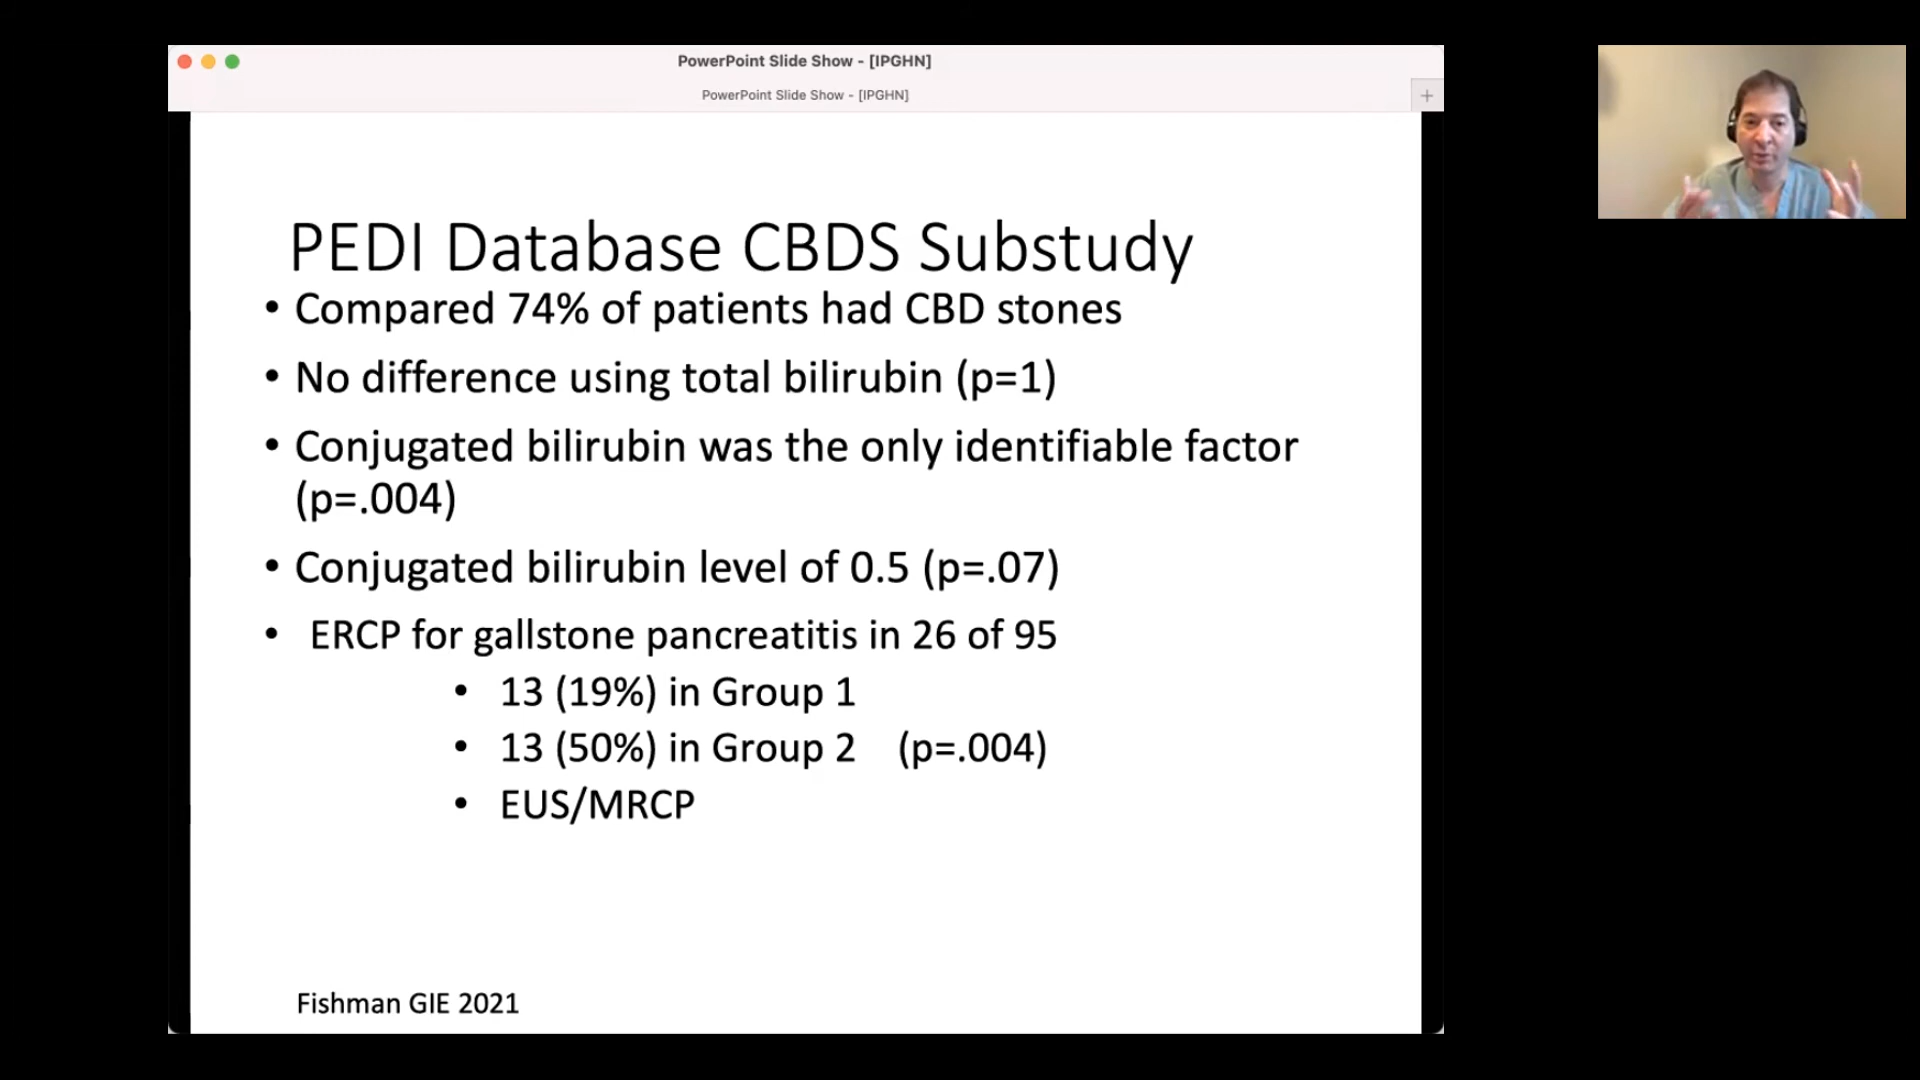 PowerPoint Slide Show - [IPGHN]
PowerPoint Slide Show - [IPGHN]
+
PEDI Database CBDS Substudy
• Compared 74% of patients had CBD stones
• No difference using total bilirubin (p=1)
• Conjugated bilirubin was the only identifiable factor
(p=.004)
• Conjugated bilirubin level of 0.5 (p=.07)
• ERCP for gallstone pancreatitis in 26 of 95
• 13 (19%) in Group 1
• 13 (50%) in Group 2 (p=.004)
• EUS/MRCP
Fishman GIE 2021